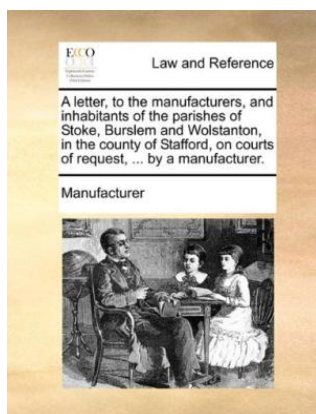 ECCO
Law and Reference
A letter, to the manufacturers, and
inhabitants of the parishes of
Stoke, Burslem and Wolstanton,
in the county of Stafford, on courts
of request, ... by a manufacturer.
Manufacturer